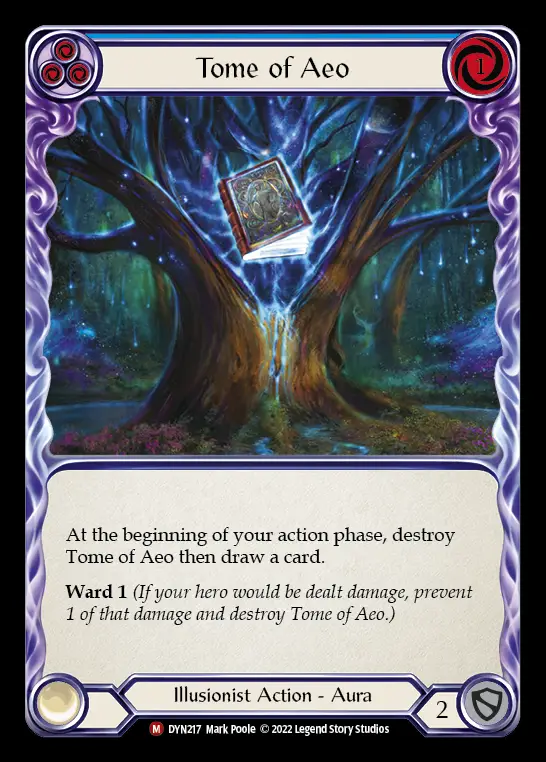 Tome of Aeo
1
At the beginning of your action phase, destroy
Tome of Aeo then draw a card.
Ward 1 (If your hero would be dealt damage, prevent
1 of that damage and destroy Tome of Aeo.)
Illusionist Action - Aura
2
M DYN217 Mark Poole © 2022 Legend Story Studios